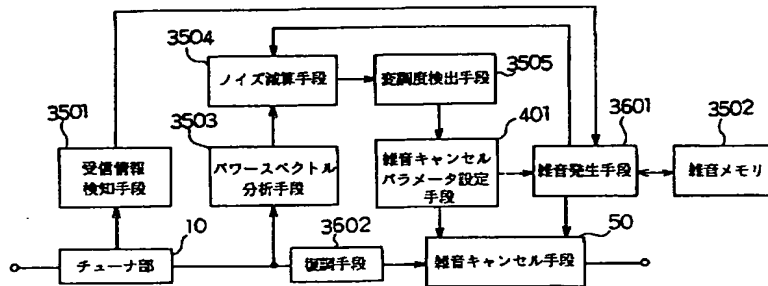 3504
ノイズ減算手段
変調度検出手段
3505
3501
3503
401
3601
3502
受信情報
検知手段
パワースペクトル
分析手段
雑音キャンセル
パラメータ設定
手段
雑音発生手段
雑音メモリ
10
3602
50
チューナ部
復調手段
雑音キャンセル手段